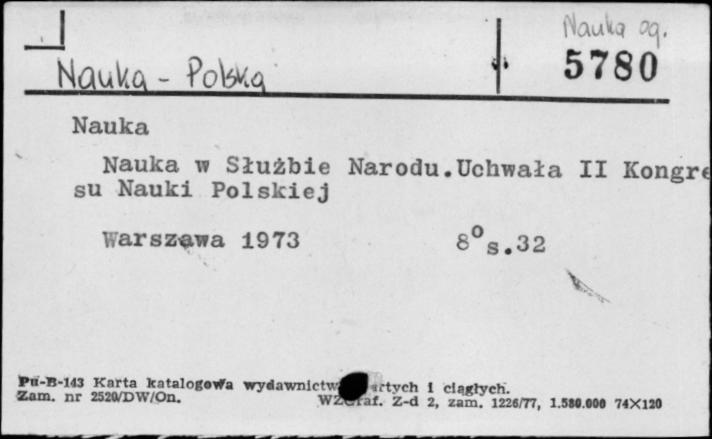 Nauka og.
5780
Nauka - Polska
Nauka
Nauka w Służbie Narodu.Uchwała II Kongre
su Nauki Polskiej
Warszawa 1973 8° s.32
Pu-B-143 Karta katalogowa wydawnictw i ciągłych.
Zam. nr 2520/DW/On. Z-d 2, zam. 1226/77, 1.580.000 74X120